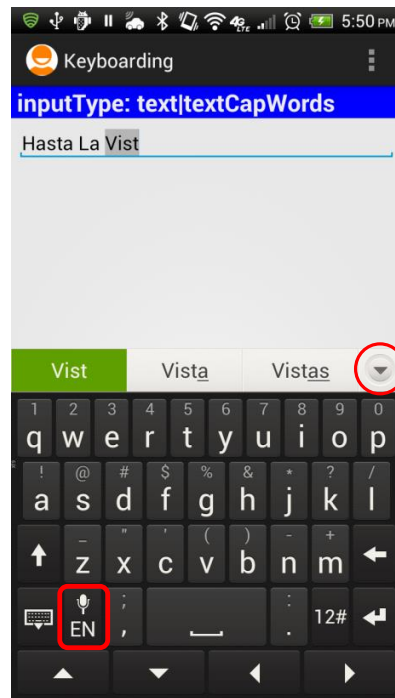 4G LTE 5:50 PM
Keyboarding
inputType: text|textCapWords
Hasta La Vist
Vist Vista Vistas
1 2 3 4 5 6 7 8 9 0
q w e r t y u i o p
! @ # $ % & * ? /
a s d f g h j k l
_ " ' ( ) - +
z x c v b n m
; :
EN , . 12#